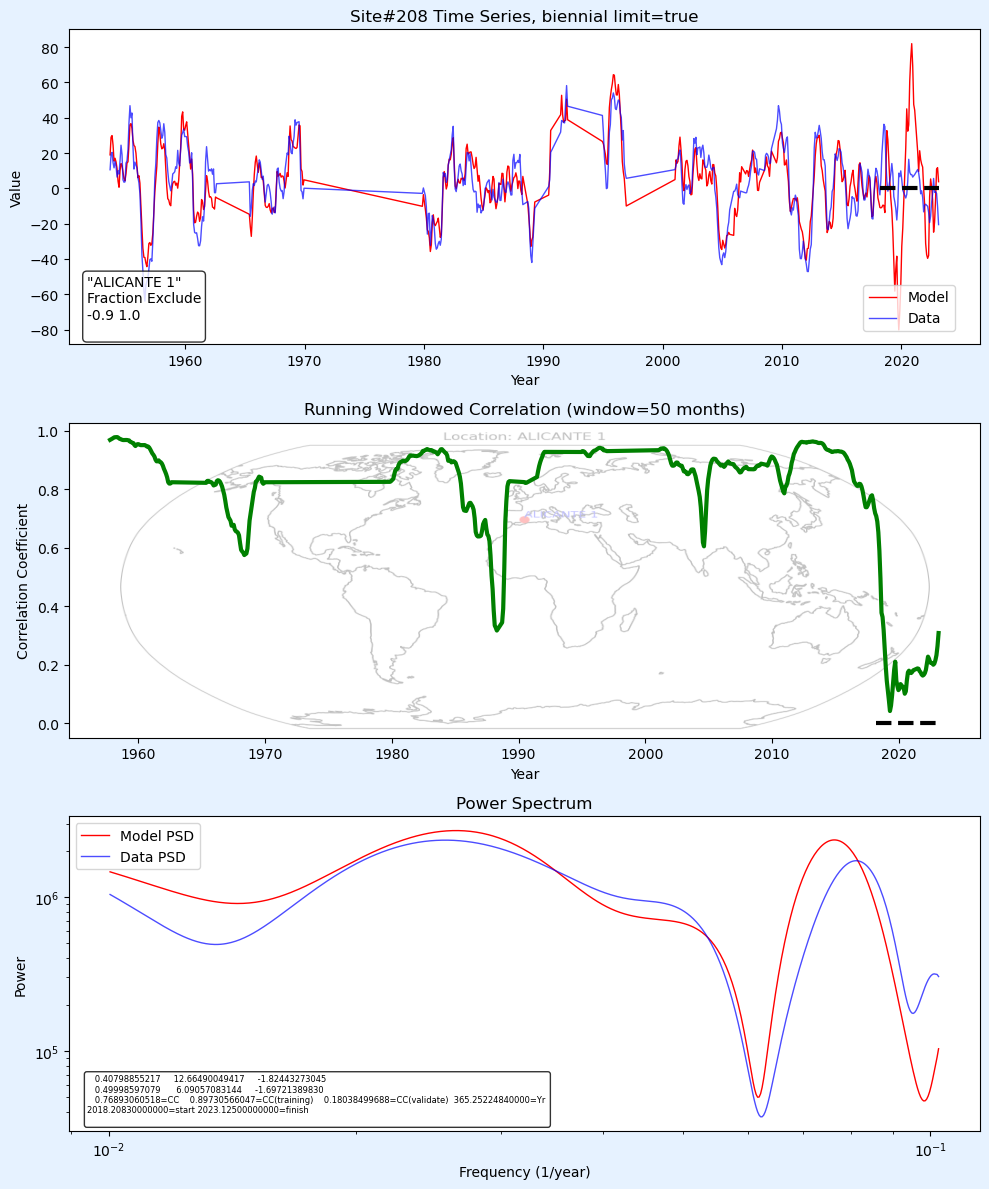 Site#208 Time Series, biennial limit=true
Value
80
60
40
20
0
−20
−40
−60
−80
"ALICANTE 1"
Fraction Exclude
-0.9 1.0
Model
Data
1960
1970
1980
1990
2000
2010
2020
Year
Running Windowed Correlation (window=50 months)
Location: ALICANTE 1
ALICANTE 1
Correlation Coefficient
1.0
0.8
0.6
0.4
0.2
0.0
1960
1970
1980
1990
2000
2010
2020
Year
Power Spectrum
Model PSD
Data PSD
Power
10⁶
10⁵
0.40798855217 12.66490049417 -1.82443273045
0.49998597079 6.09057083144 -1.69721389830
0.76893060518=CC 0.89730566047=CC(training) 0.18038499688=CC(validate) 365.25224840000=Yr
2018.20830000000=start 2023.12500000000=finish
10⁻²
10⁻¹
Frequency (1/year)